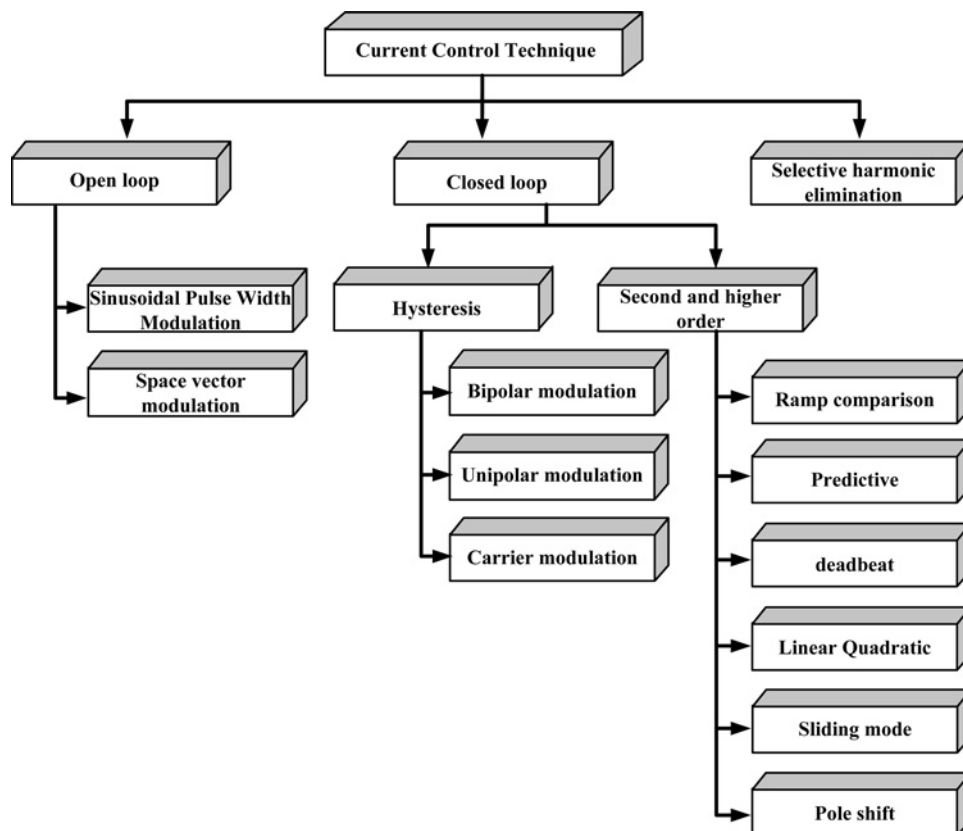 Current Control Technique
Open loop
Closed loop
Selective harmonic
elimination
Sinusoidal Pulse Width
Modulation
Space vector
modulation
Hysteresis
Second and higher
order
Bipolar modulation
Unipolar modulation
Carrier modulation
Ramp comparison
Predictive
deadbeat
Linear Quadratic
Sliding mode
Pole shift